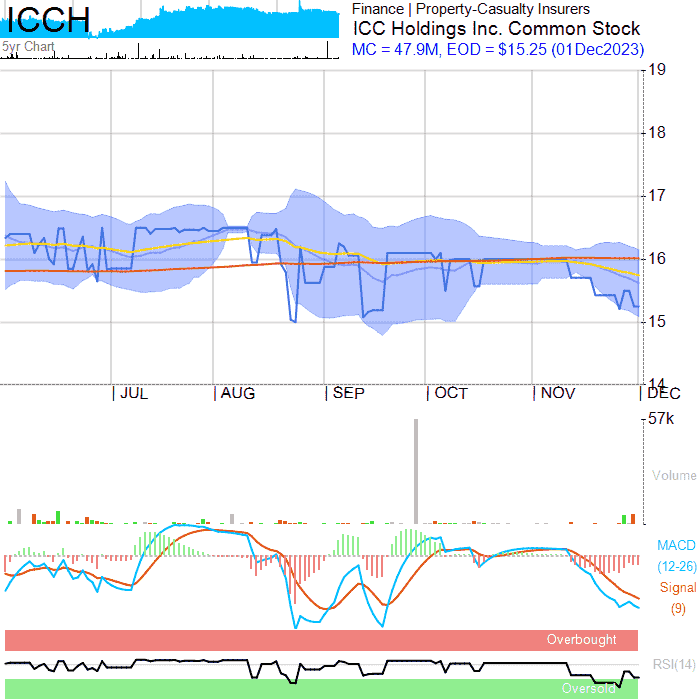 ICCH
5yr Chart
Finance | Property-Casualty Insurers
ICC Holdings Inc. Common Stock
MC = 47.9M, EOD = $15.25 (01Dec2023)
19
18
17
16
15
14
JUL AUG SEP OCT NOV DEC
57k
Volume
MACD
(12-26)
Signal
(9)
Overbought
RSI(14)
Oversold